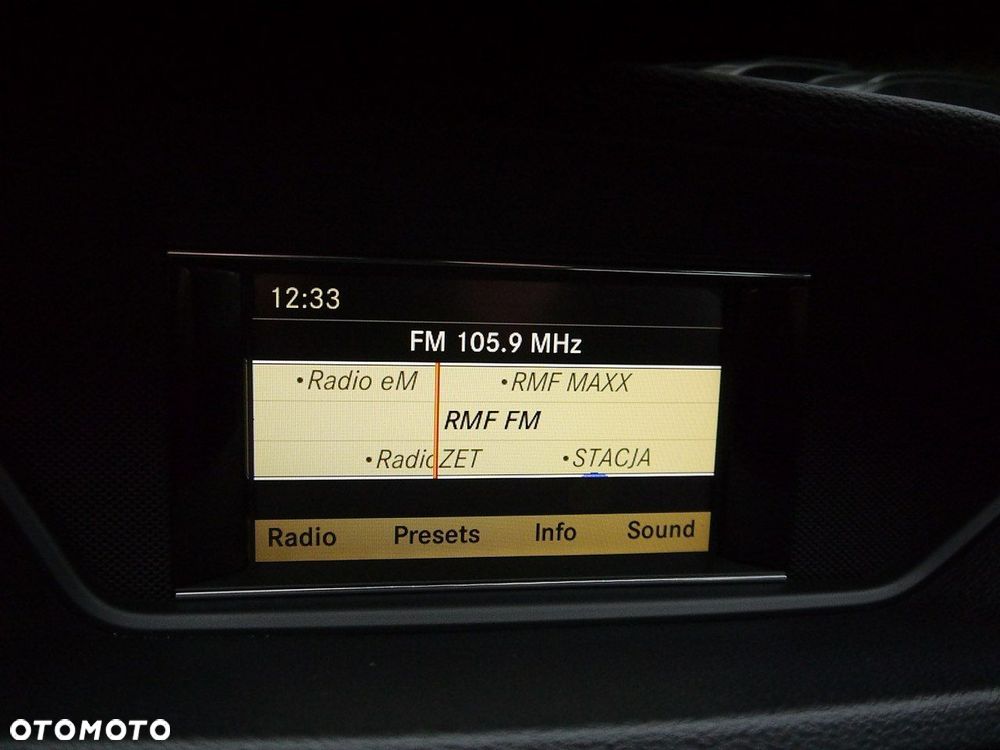 12:33
FM 105.9 MHz
•Radio eM •RMF MAXX
RMF FM
•RadioZET •STACJA
Radio Presets Info Sound
OTOMOTO